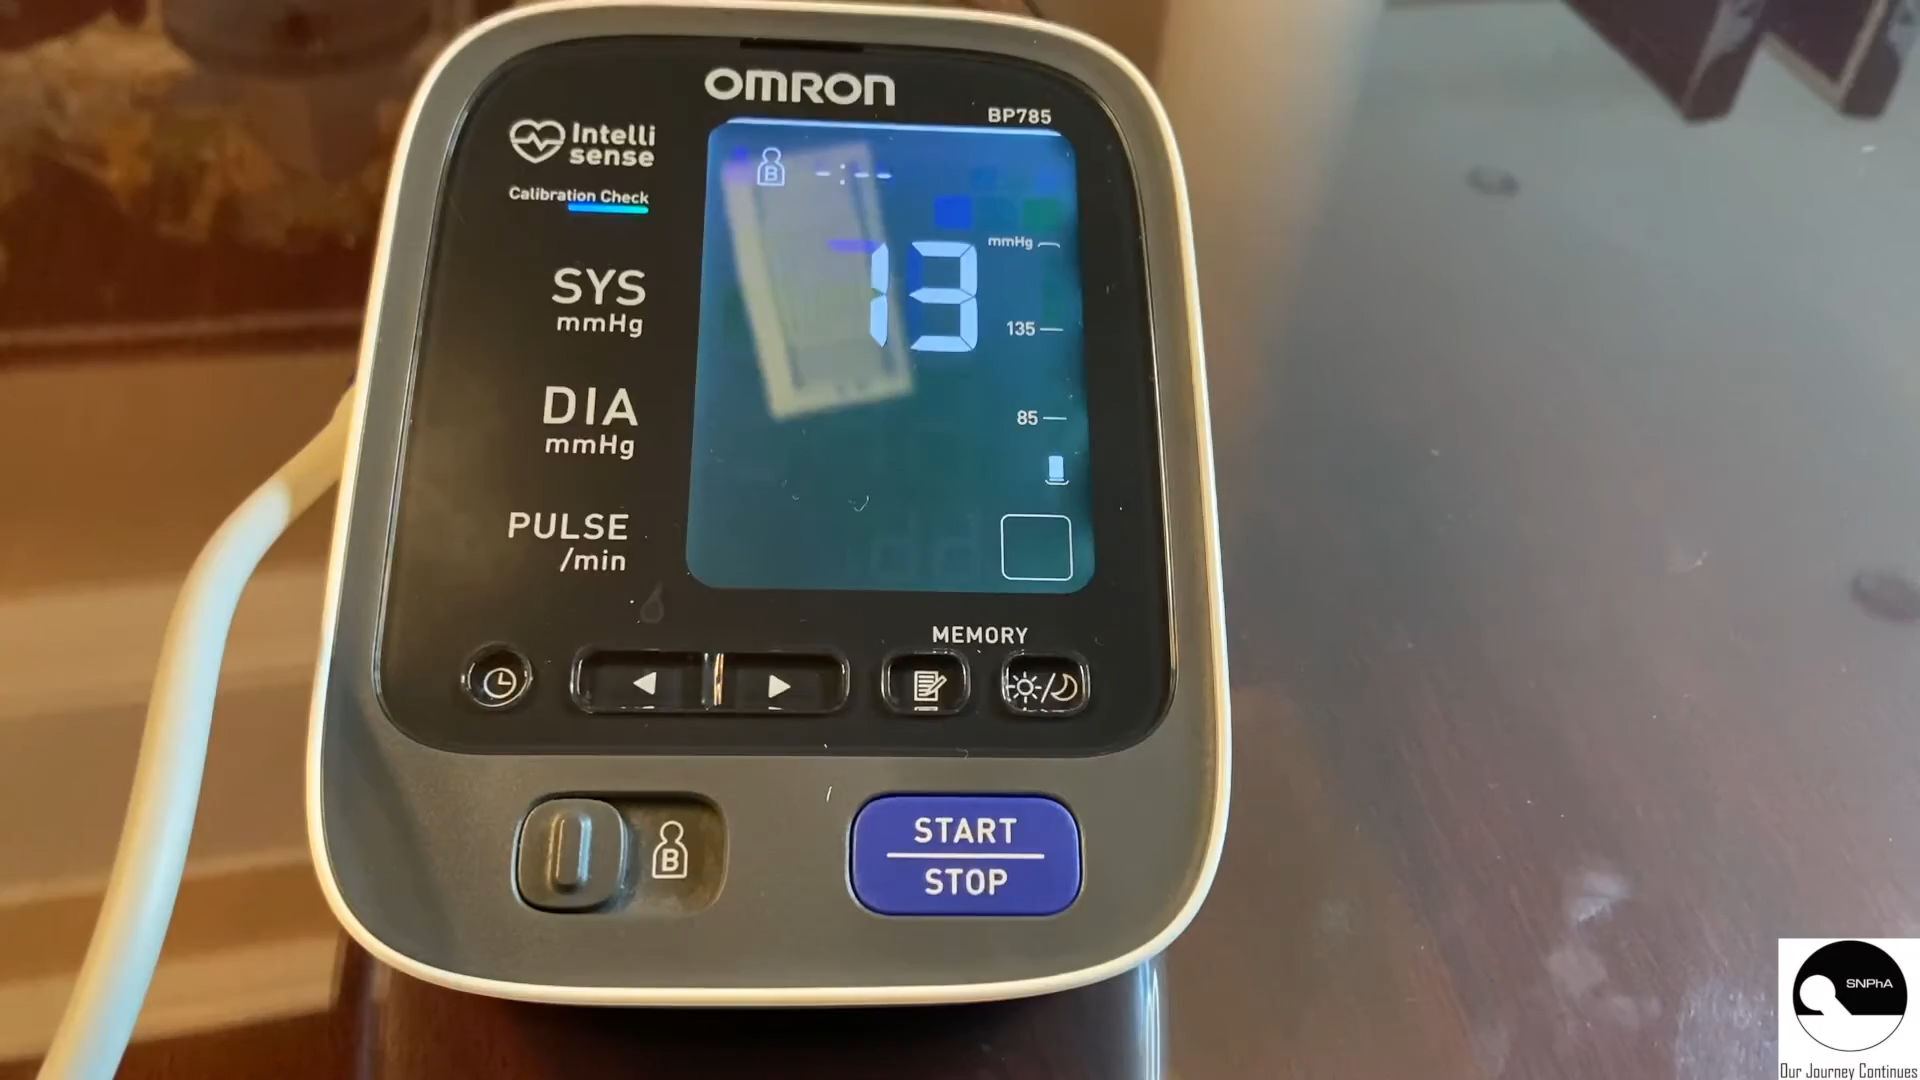 OMRON
BP785
Intelli
sense
Calibration Check
B -:--
mmHg
13
SYS
mmHg
135
DIA
mmHg
85
PULSE
/min
MEMORY
B
START
STOP
SNPhA
Our Journey Continues